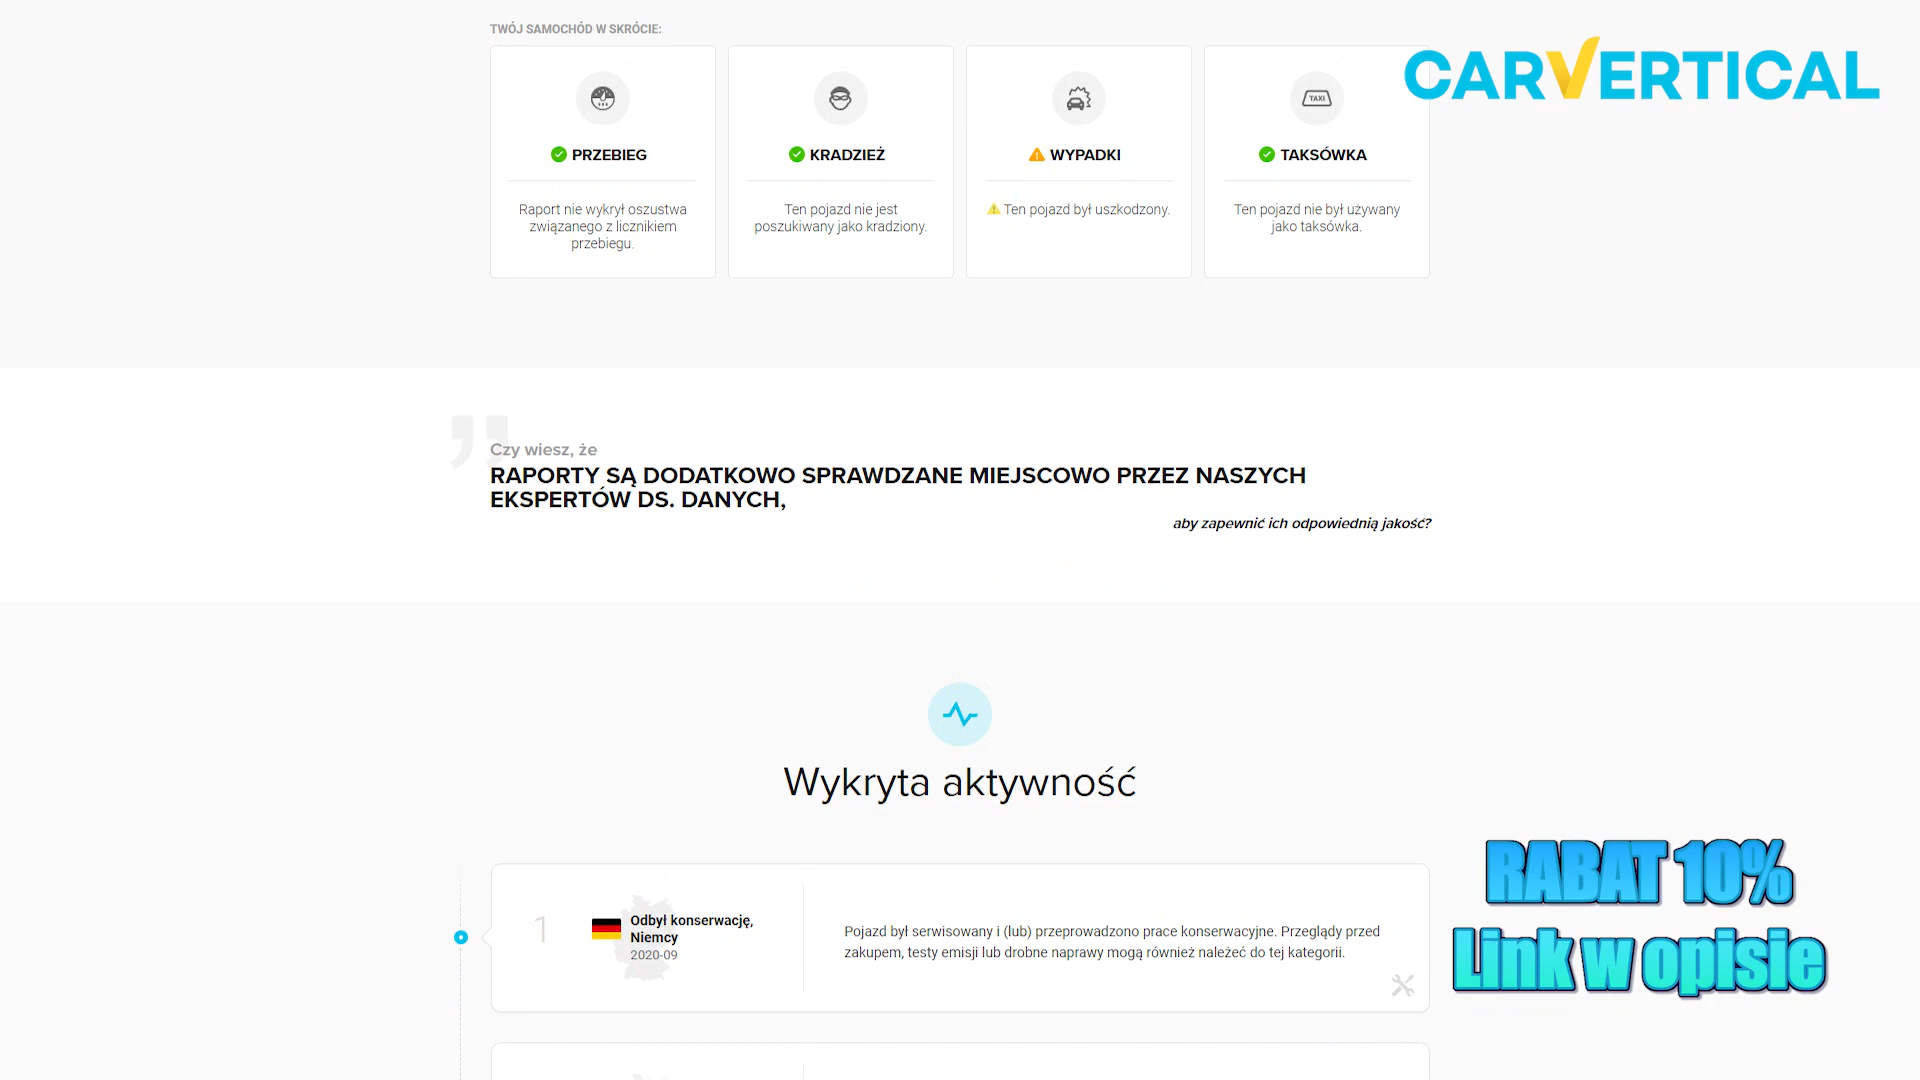 TWÓJ SAMOCHÓD W SKRÓCIE:
CARVERTICAL
TAXI
PRZEBIEG
KRADZIEŻ
WYPADKI
TAKSÓWKA
Raport nie wykrył oszustwa
związanego z licznikiem
przebiegu.
Ten pojazd nie jest
poszukiwany jako kradziony.
Ten pojazd był uszkodzony.
Ten pojazd nie był używany
jako taksówka.
Czy wiesz, że
RAPORTY SĄ DODATKOWO SPRAWDZANE MIEJSCOWO PRZEZ NASZYCH
EKSPERTÓW DS. DANYCH,
aby zapewnić ich odpowiednią jakość?
Wykryta aktywność
1
Odbył konserwację,
Niemcy
2020-09
Pojazd był serwisowany i (lub) przeprowadzono prace konserwacyjne. Przeglądy przed
zakupem, testy emisji lub drobne naprawy mogą również należeć do tej kategorii.
RABAT 10%
Link w opisie